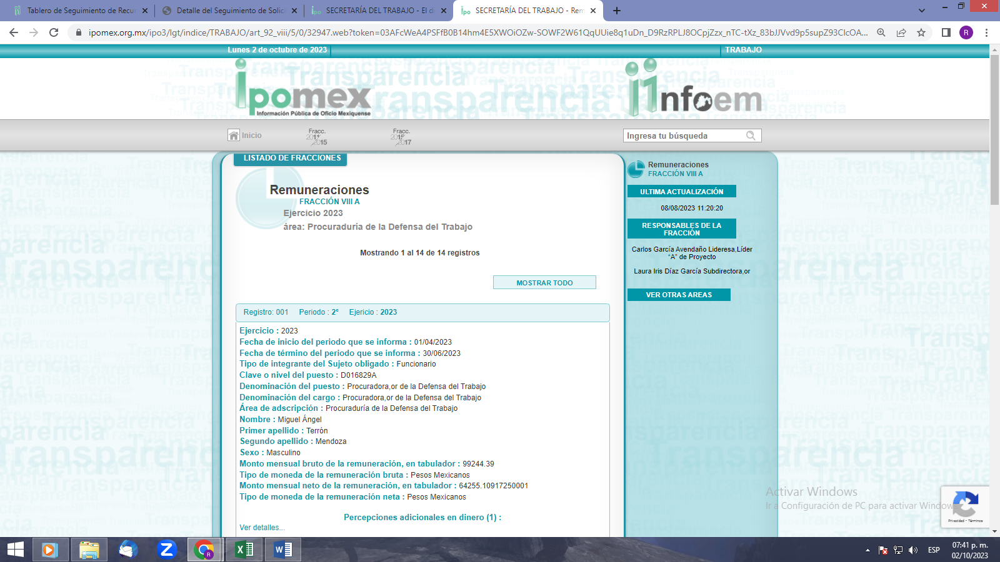 Tablero de Seguimiento de Recur
Detalle del Seguimiento de Solici
SECRETARÍA DEL TRABAJO - El di
SECRETARÍA DEL TRABAJO - Rem
ipomex.org.mx/ipo3/lgt/indice/TRABAJO/art_92_viii/5/0/32947.web?token=03AFcWeA4PSFfB0B14hm4E5XWOiOZw-SOWF2W61QqUUie8q1uDn_D9RzRPLJ8OCpjZzx_nTC-tXz_83bJJVvd9p5supZ93ClcOA...
R
Lunes 2 de octubre de 2023
TRABAJO
ipomex
Información Pública de Oficio Mexiquense
infoem
Inicio
Fracc.
2015
Fracc.
2017
Ingresa tu búsqueda
LISTADO DE FRACCIONES
Remuneraciones
FRACCIÓN VIII A
Ejercicio 2023
área: Procuraduría de la Defensa del Trabajo
Mostrando 1 al 14 de 14 registros
MOSTRAR TODO
Registro: 001 Periodo : 2º Ejericio : 2023
Ejercicio : 2023
Fecha de inicio del periodo que se informa : 01/04/2023
Fecha de término del periodo que se informa : 30/06/2023
Tipo de integrante del Sujeto obligado : Funcionario
Clave o nivel del puesto : D016829A
Denominación del puesto : Procuradora,or de la Defensa del Trabajo
Denominación del cargo : Procuradora,or de la Defensa del Trabajo
Área de adscripción : Procuraduría de la Defensa del Trabajo
Nombre : Miguel Ángel
Primer apellido : Terrón
Segundo apellido : Mendoza
Sexo : Masculino
Monto mensual bruto de la remuneración, en tabulador : 99244.39
Tipo de moneda de la remuneración bruta : Pesos Mexicanos
Monto mensual neto de la remuneración, en tabulador : 64255.10917250001
Tipo de moneda de la remuneración neta : Pesos Mexicanos
Percepciones adicionales en dinero (1) :
Ver detalles...
Remuneraciones
FRACCIÓN VIII A
ULTIMA ACTUALIZACIÓN
08/08/2023 11:20:20
RESPONSABLES DE LA
FRACCIÓN
Carlos García Avendaño Lideresa,Líder
“A” de Proyecto
Laura Iris Díaz García Subdirectora,or
VER OTRAS AREAS
Activar Windows
Ir a Configuración de PC para activar Windows
Privacidad - Términos
ESP
07:41 p. m.
02/10/2023